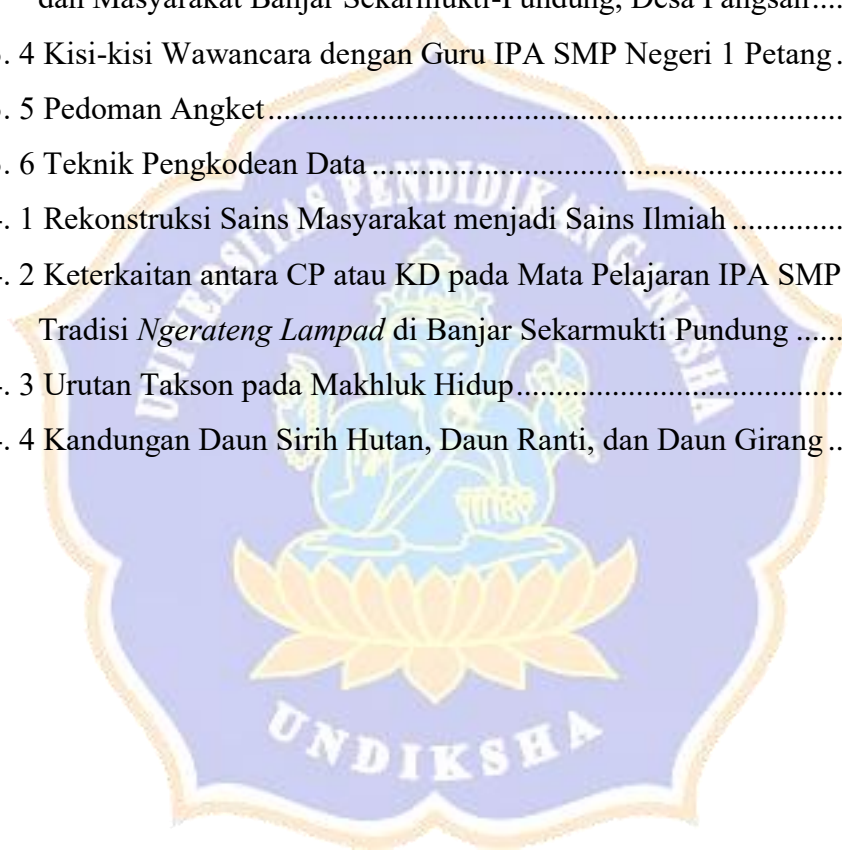 dan Masyarakat Banjar Sekarmukti-Pundung, Desa Pangsan....
. 4 Kisi-kisi Wawancara dengan Guru IPA SMP Negeri 1 Petang .
. 5 Pedoman Angket...........................................................................
. 6 Teknik Pengkodean Data ..............................................................
. 1 Rekonstruksi Sains Masyarakat menjadi Sains Ilmiah ..............
. 2 Keterkaitan antara CP atau KD pada Mata Pelajaran IPA SMP
Tradisi Ngerateng Lampad di Banjar Sekarmukti Pundung ......
. 3 Urutan Takson pada Makhluk Hidup..........................................
. 4 Kandungan Daun Sirih Hutan, Daun Ranti, dan Daun Girang ..
UNIVERSITAS PENDIDIKAN GANESHA
UNDIKSHA